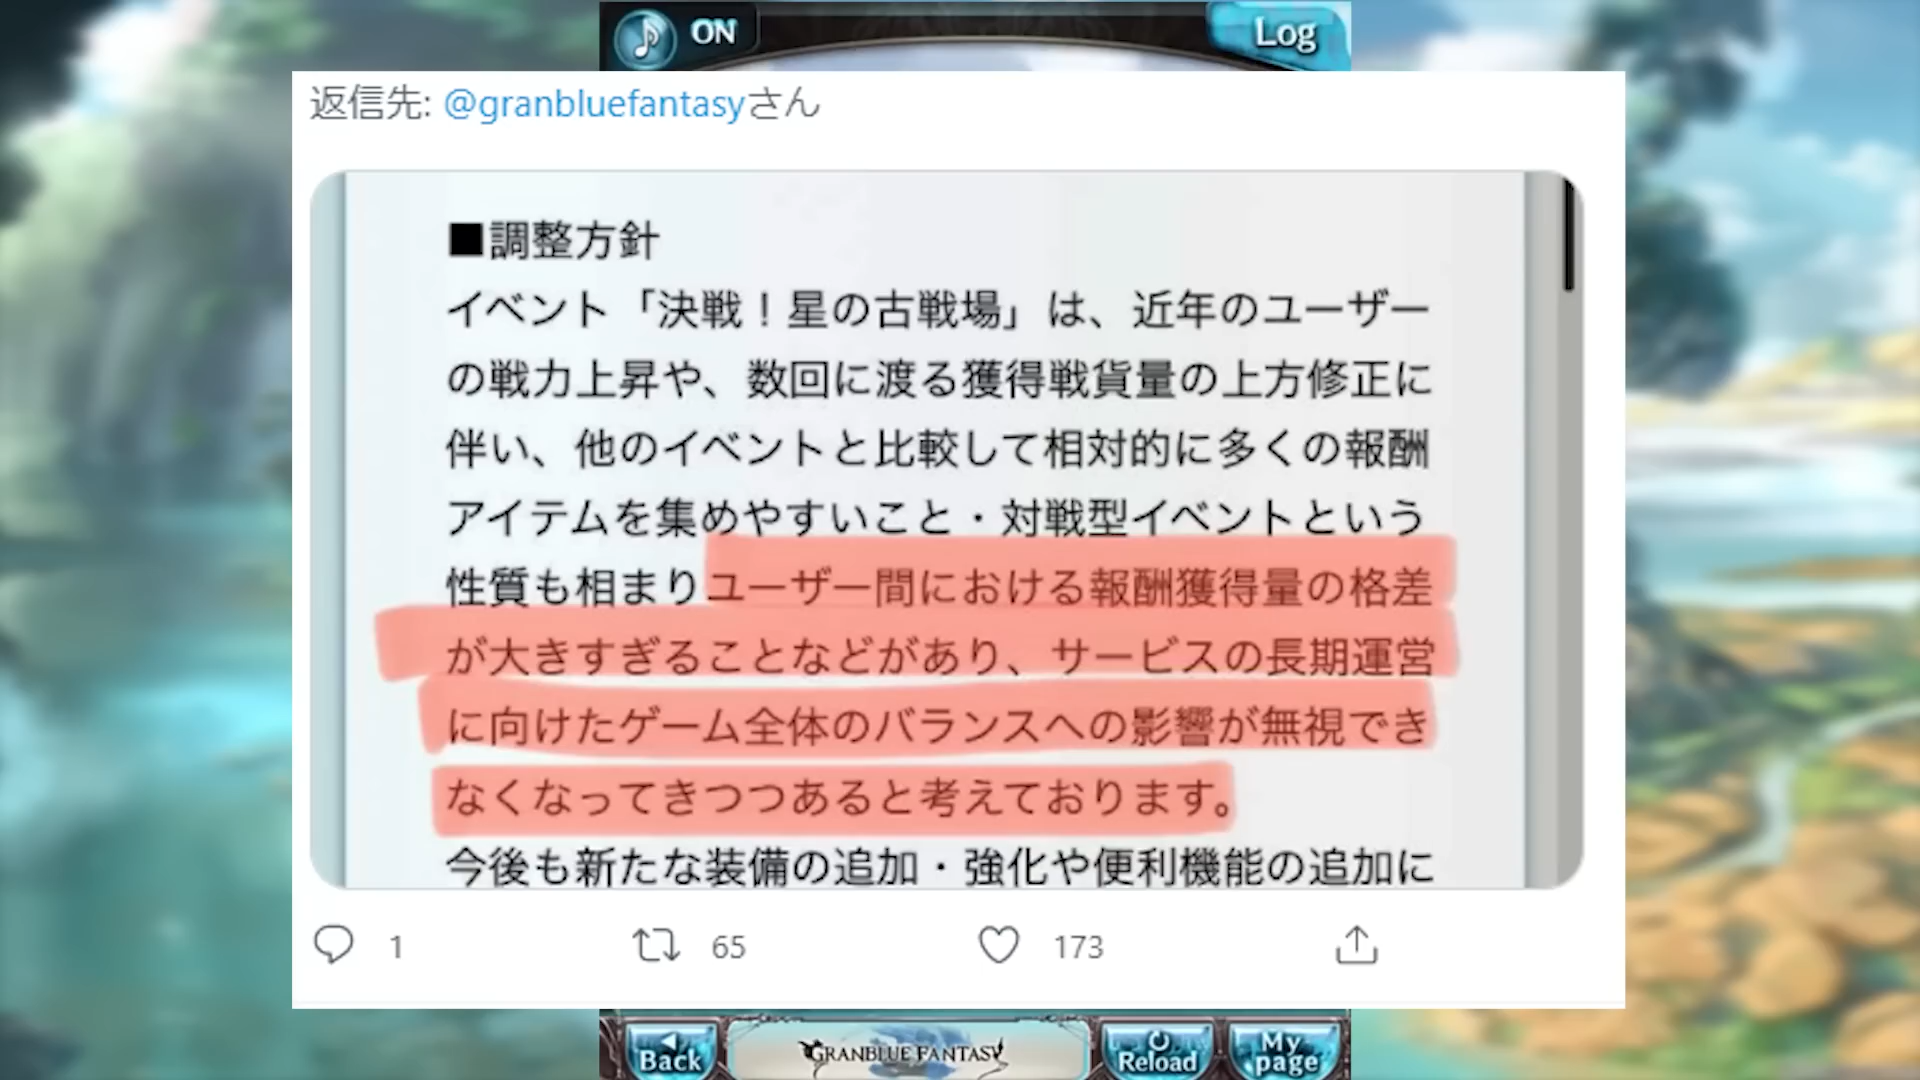 ON
Log
返信先: @granbluefantasyさん
■調整方針
イベント「決戦！星の古戦場」は、近年のユーザー
の戦力上昇や、数回に渡る獲得戦貨量の上方修正に
伴い、他のイベントと比較して相対的に多くの報酬
アイテムを集めやすいこと・対戦型イベントという
性質も相まりユーザー間における報酬獲得量の格差
が大きすぎることなどがあり、サービスの長期運営
に向けたゲーム全体のバランスへの影響が無視でき
なくなってきつつあると考えております。
今後も新たな装備の追加・強化や便利機能の追加に
1 65 173
Back GRANBLUE FANTASY Reload My page